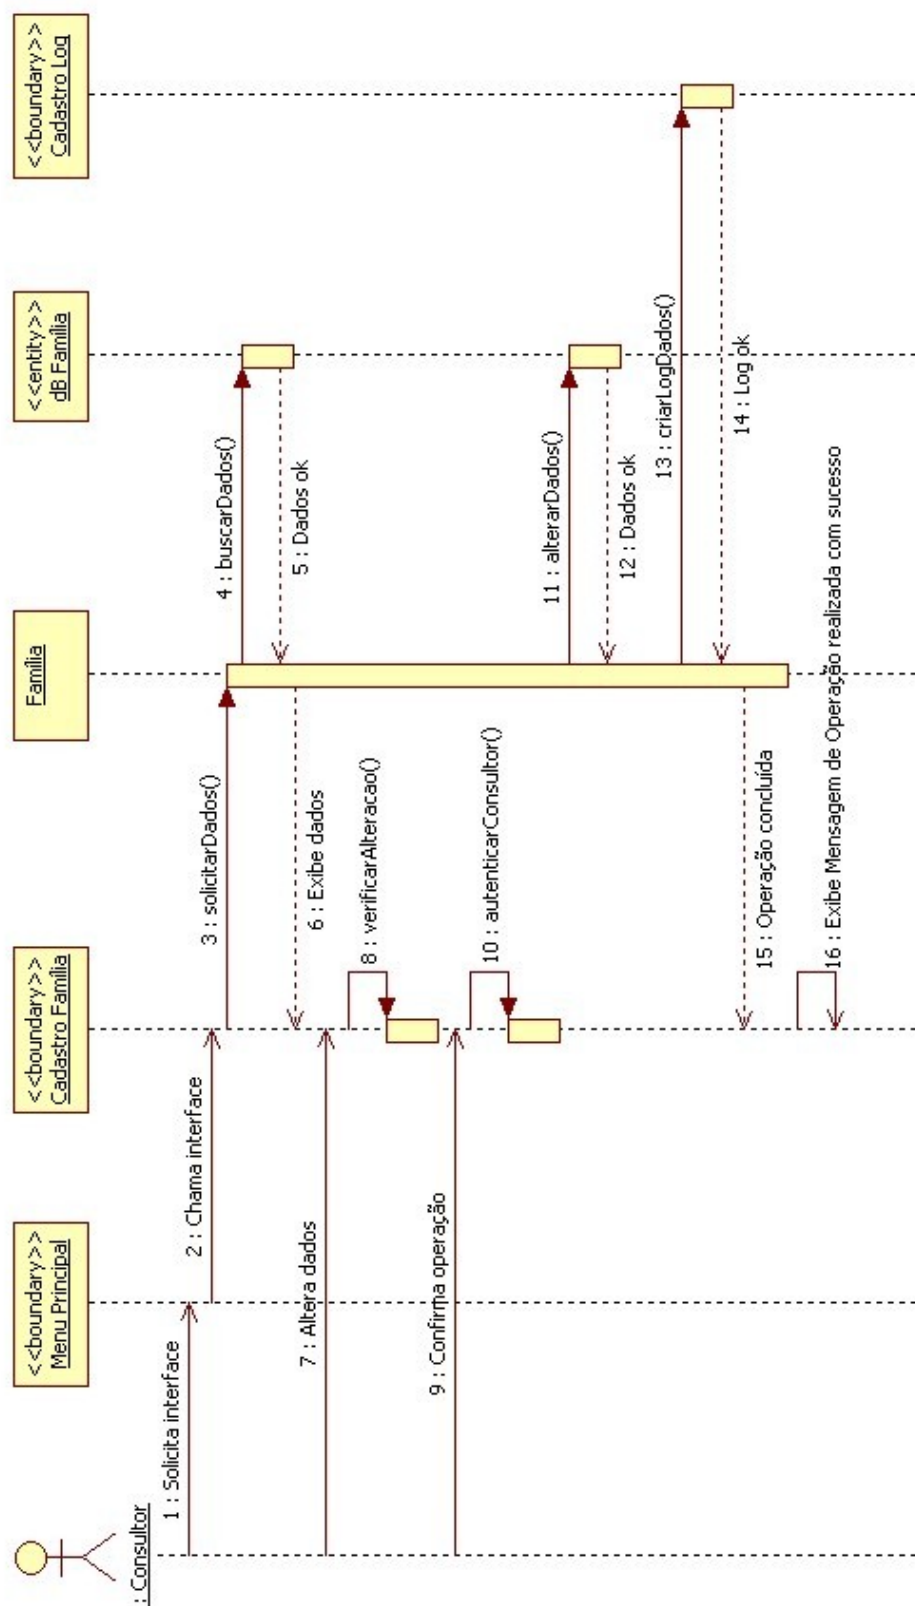 : Consultor
<<boundary>>
Menu Principal
<<boundary>>
Cadastro Família
Família
<<entity>>
dB Família
<<boundary>>
Cadastro Log
1 : Solicita interface
2 : Chama interface
3 : solicitarDados()
4 : buscarDados()
5 : Dados ok
6 : Exibe dados
7 : Altera dados
8 : verificarAlteracao()
9 : Confirma operação
10 : autenticarConsultor()
11 : alterarDados()
12 : Dados ok
13 : criarLogDados()
14 : Log ok
15 : Operação concluída
16 : Exibe Mensagem de Operação realizada com sucesso